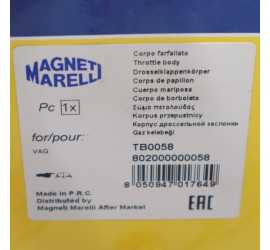 MAGNETI
MARELLI
Corpo farfallato
Throttle body
Drosselklappenkörper
Corps de papillon
Cuerpo mariposa
Corpo de borboleta
Σώμα πεταλούδας
Korpus przepustnicy
Корпус дроссельной заслонки
Gaz kelebeği
Pc 1x
for/pour:
VAG
TB0058
802000000058
8 050947 017649
Made in P.R.C.
Distributed by
Magneti Marelli After Market
EAC